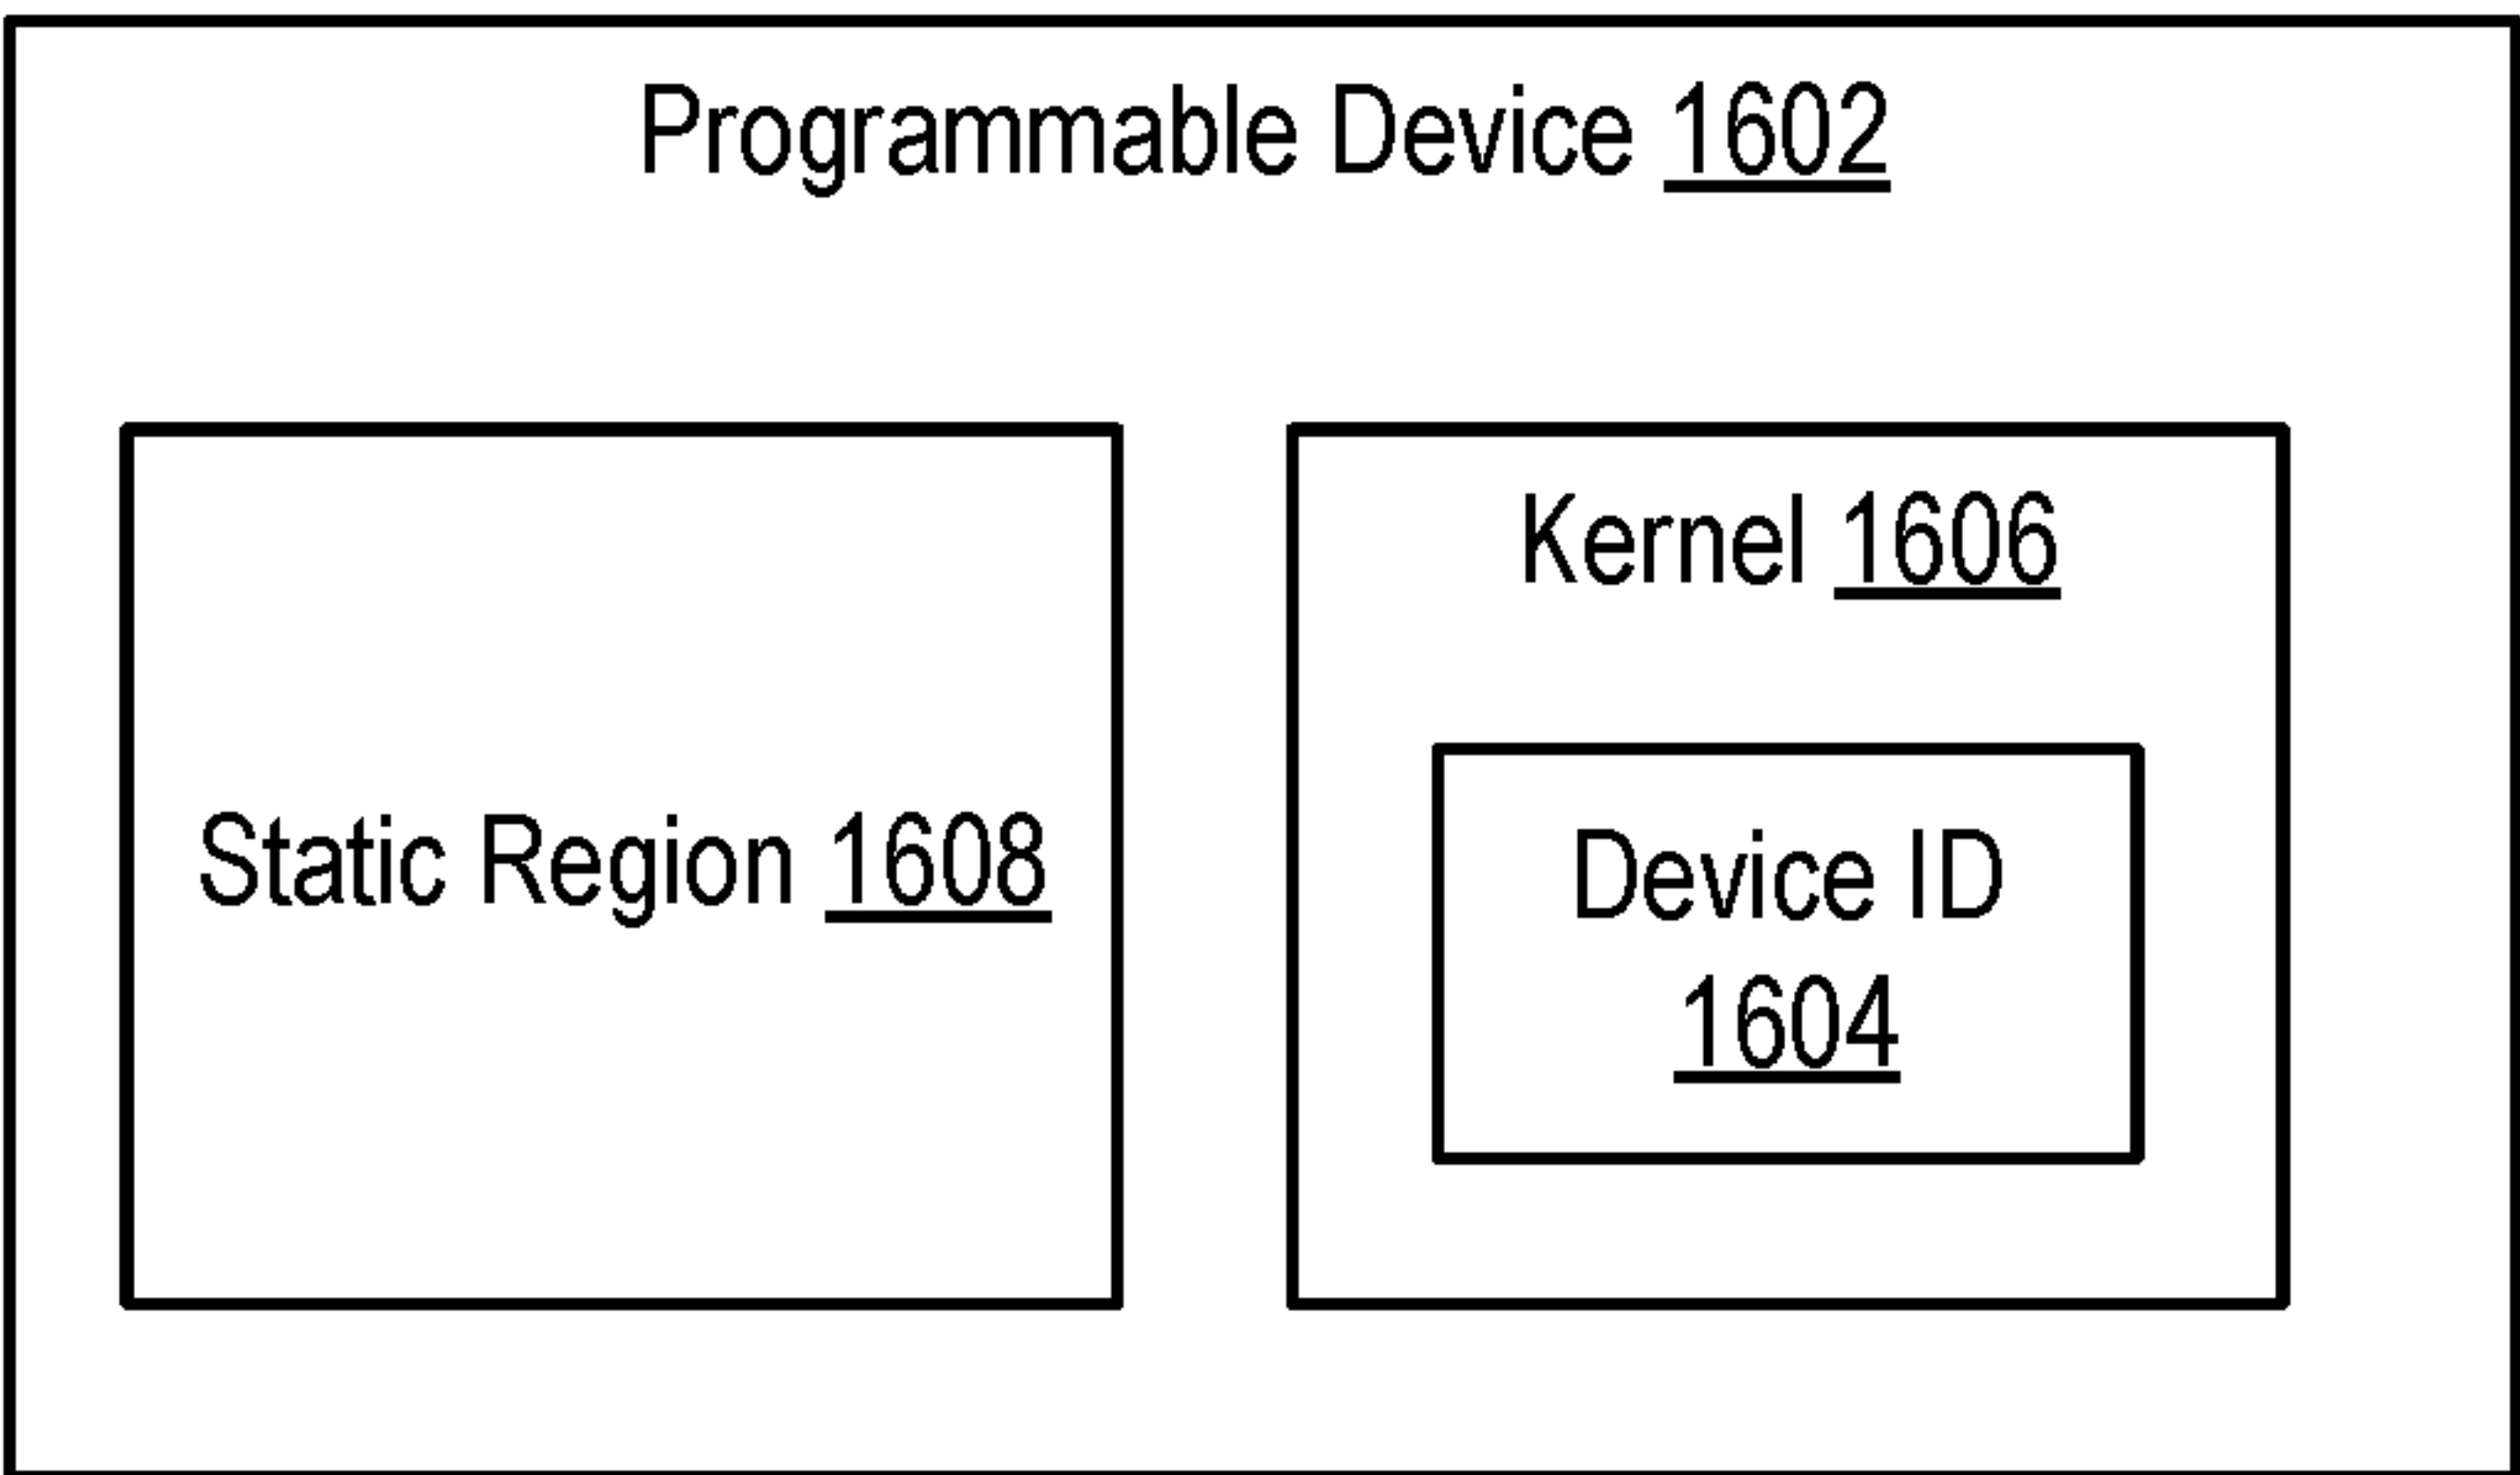 Programmable Device 1602
Static Region 1608
Kernel 1606
Device ID
1604